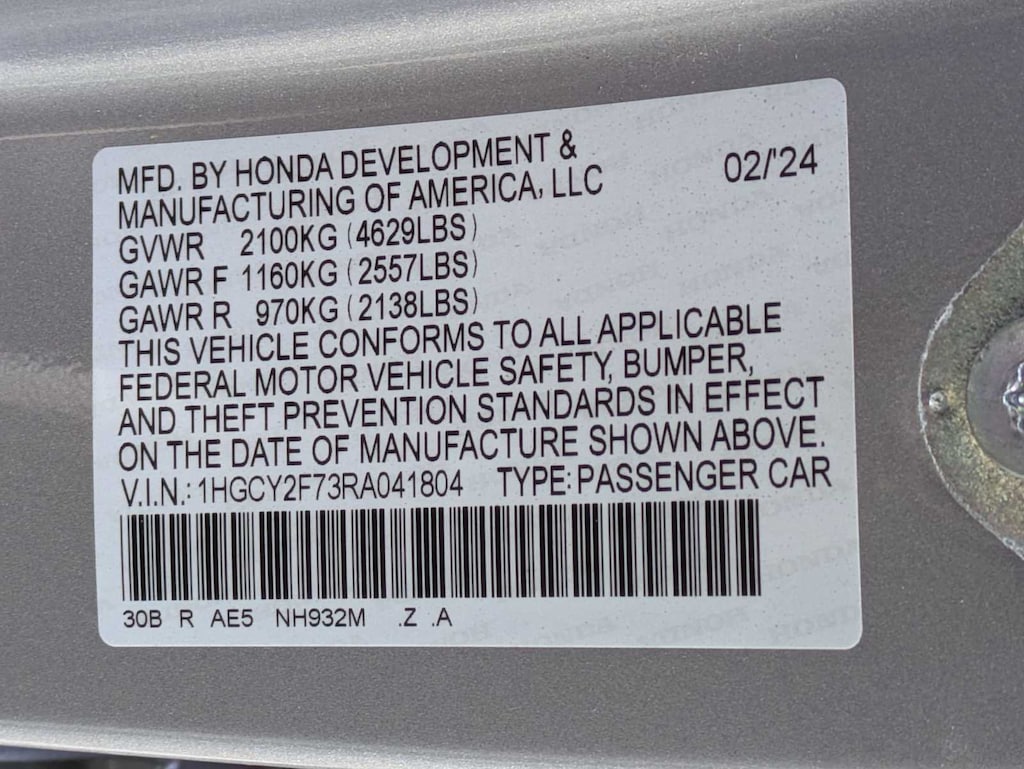 MFD. BY HONDA DEVELOPMENT & 02/'24
MANUFACTURING OF AMERICA, LLC
GVWR 2100KG (4629LBS)
GAWR F 1160KG (2557LBS)
GAWR R 970KG (2138LBS)
THIS VEHICLE CONFORMS TO ALL APPLICABLE
FEDERAL MOTOR VEHICLE SAFETY, BUMPER,
AND THEFT PREVENTION STANDARDS IN EFFECT
ON THE DATE OF MANUFACTURE SHOWN ABOVE.
V.I.N.: 1HGCY2F73RA041804 TYPE: PASSENGER CAR
30B R AE5 NH932M .Z .A